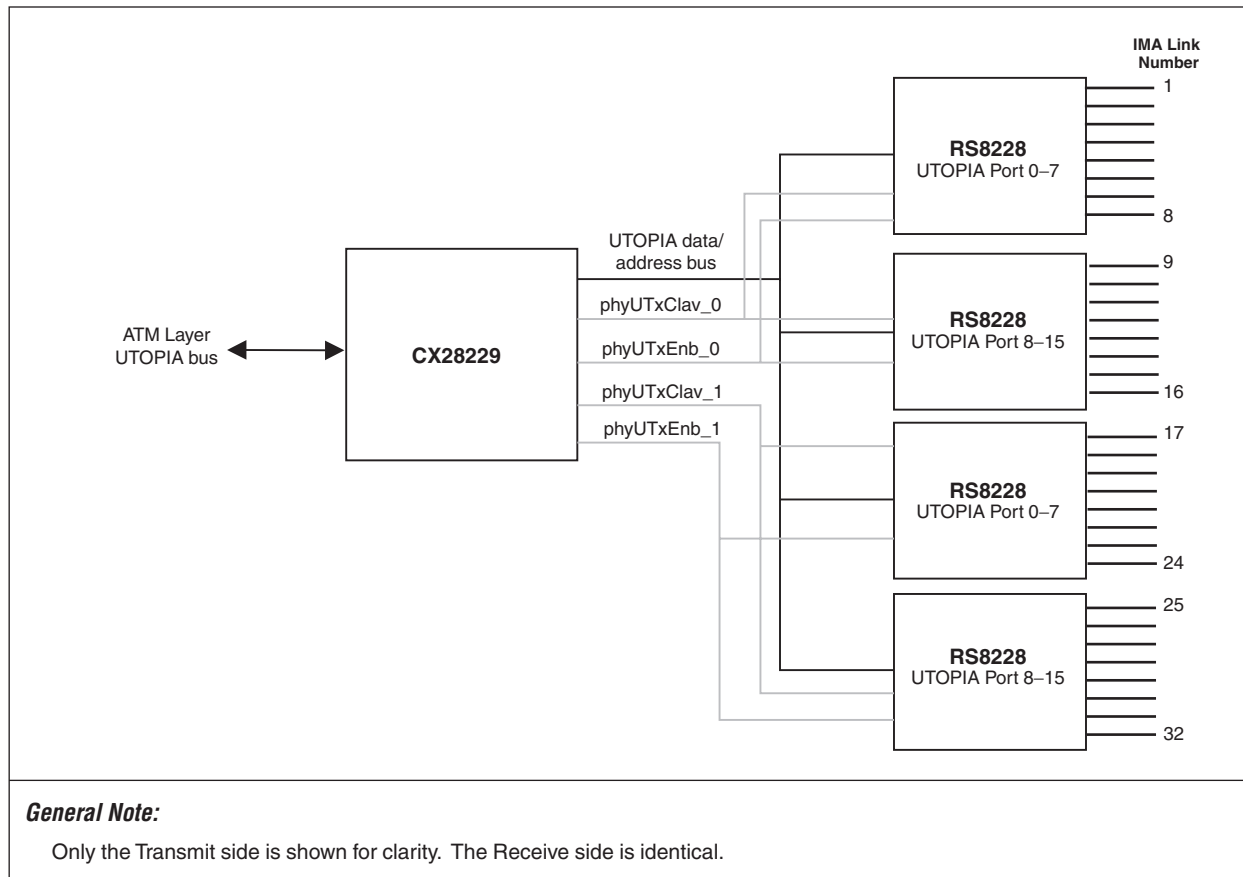 IMA Link
Number
1
RS8228
UTOPIA Port 0–7
8
UTOPIA data/
address bus
9
phyUTxClav_0
RS8228
UTOPIA Port 8–15
ATM Layer
UTOPIA bus
CX28229
phyUTxEnb_0
phyUTxClav_1
16
phyUTxEnb_1
17
RS8228
UTOPIA Port 0–7
24
25
RS8228
UTOPIA Port 8–15
32
General Note:
Only the Transmit side is shown for clarity. The Receive side is identical.